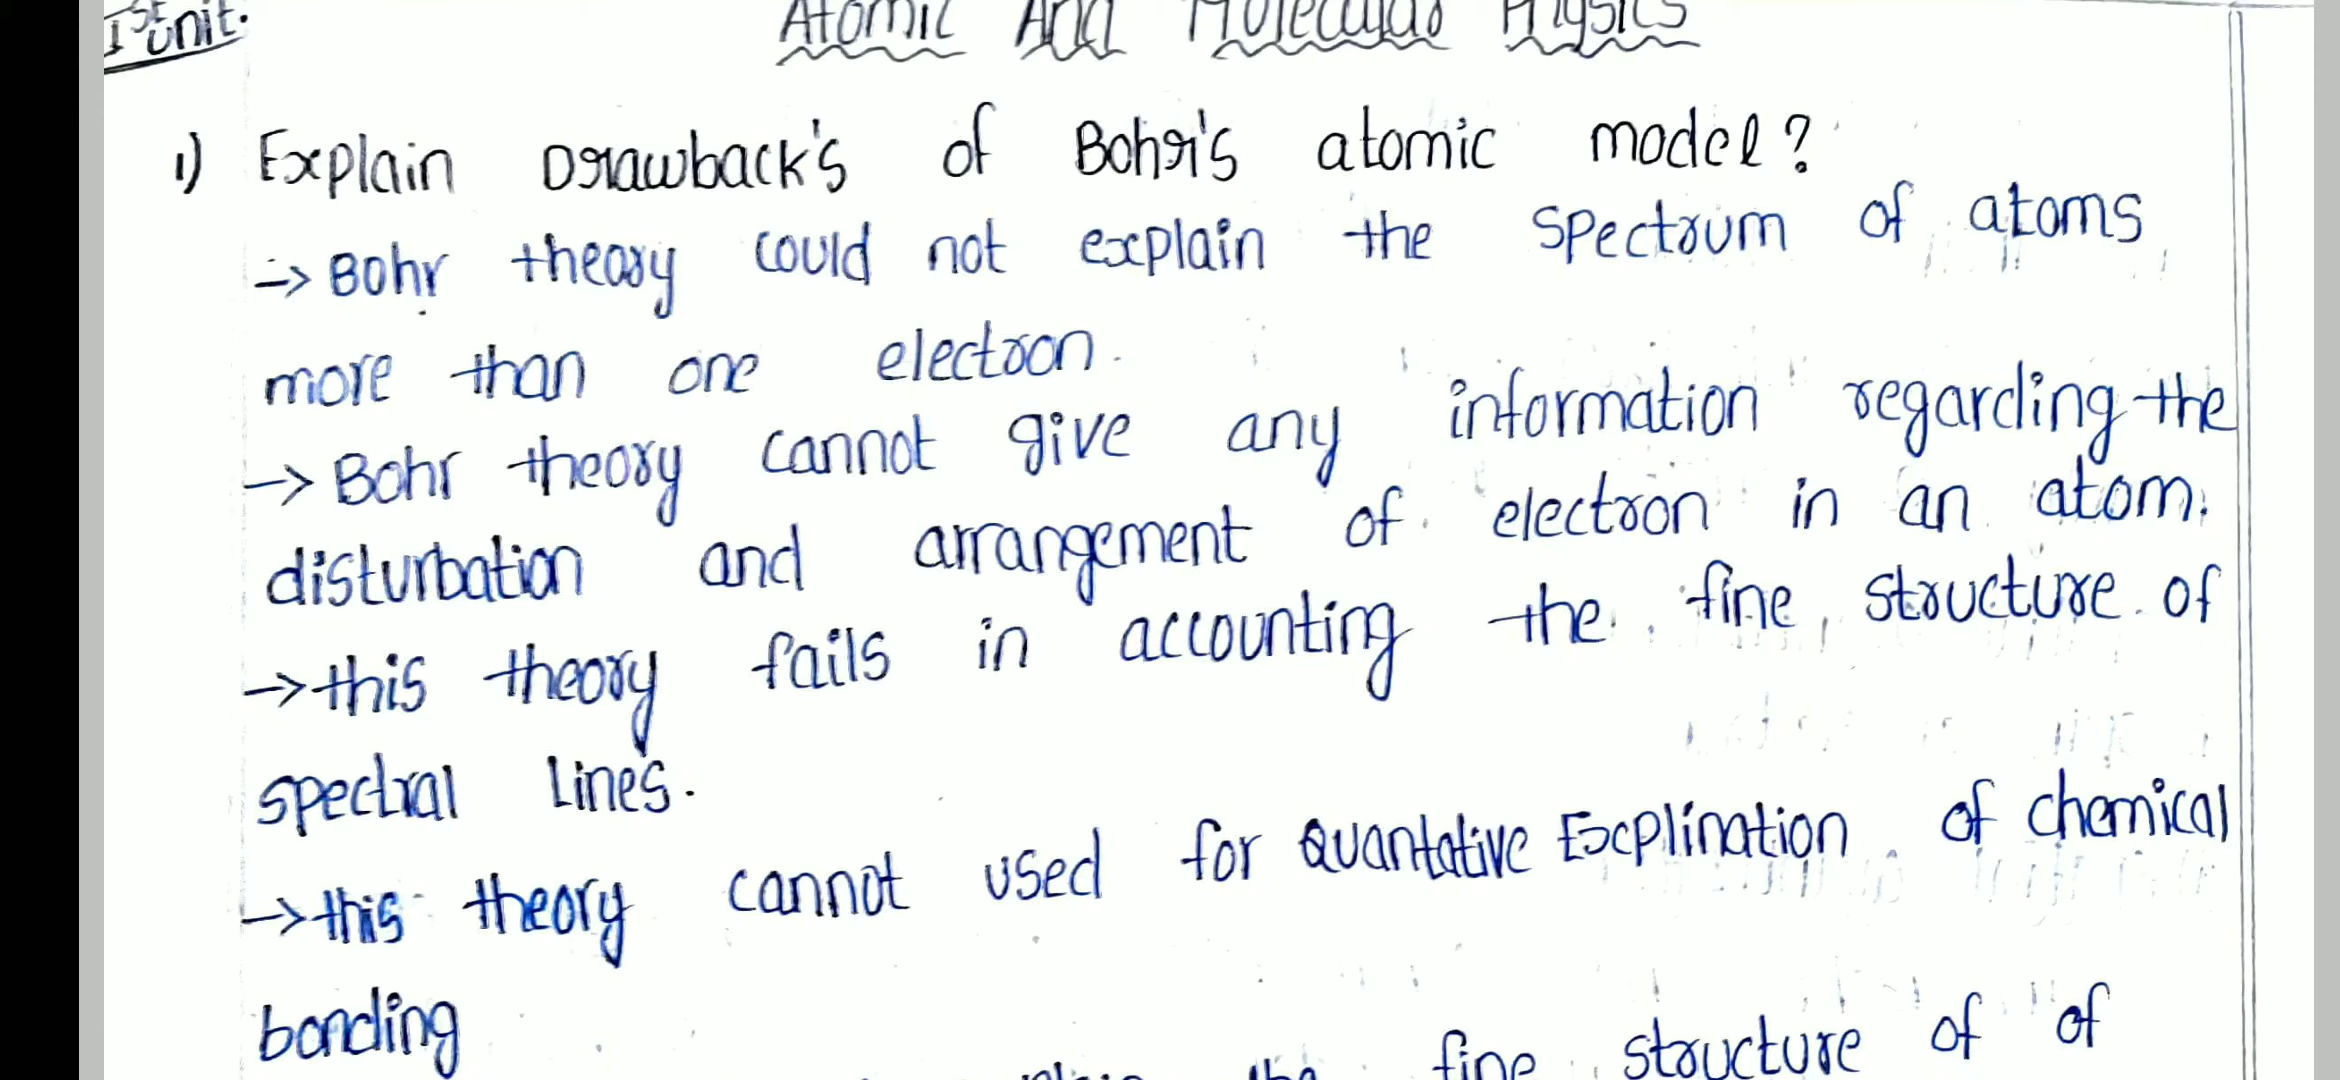 Ist Unit.
Atomic And Molecular Physics
1) Explain Drawback's of Bohr's atomic model?
-> Bohr theory could not explain the spectrum of atoms
more than one electron.
-> Bohr theory cannot give any information regarding the
disturbation and arrangement of electron in an atom.
-> this theory fails in accounting the fine structure of
spectral Lines.
-> this theory cannot used for Quantative Explination of chemical
bonding
the fine structure of of